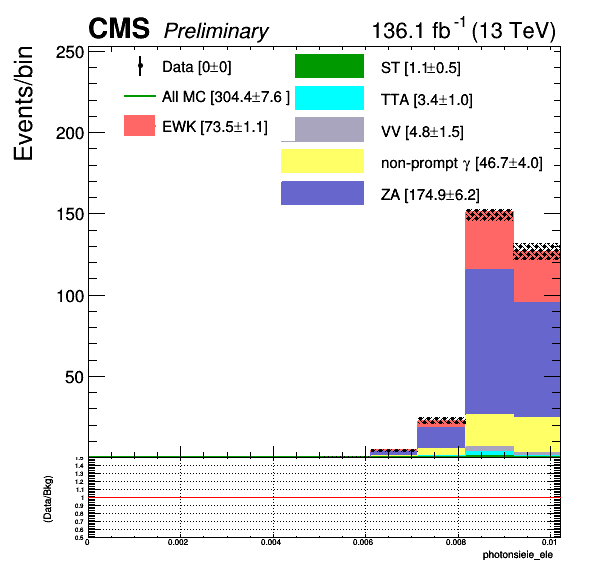 CMS Preliminary 136.1 fb⁻¹ (13 TeV)
Events/bin
250
200
150
100
50
Data [0±0]
All MC [304.4±7.6 ]
EWK [73.5±1.1]
ST [1.1±0.5]
TTA [3.4±1.0]
VV [4.8±1.5]
non-prompt γ [46.7±4.0]
ZA [174.9±6.2]
(Data/Bkg)
1.5
1.4
1.3
1.2
1.1
1
0.9
0.8
0.7
0.6
0.5
0 0.002 0.004 0.006 0.008 0.01
photonsieie_ele